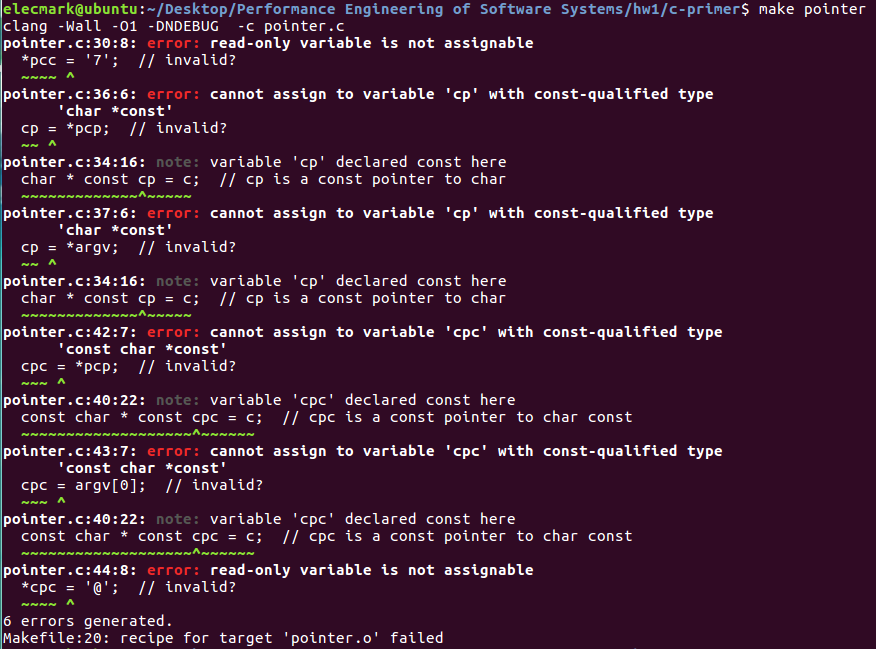 elecmark@ubuntu:~/Desktop/Performance Engineering of Software Systems/hw1/c-primer$ make pointer
clang -Wall -O1 -DNDEBUG  -c pointer.c
pointer.c:30:8: error: read-only variable is not assignable
  *pcc = '7';  // invalid?
  ~~~~ ^
pointer.c:36:6: error: cannot assign to variable 'cp' with const-qualified type
      'char *const'
  cp = *pcp;  // invalid?
  ~~ ^
pointer.c:34:16: note: variable 'cp' declared const here
  char * const cp = c;  // cp is a const pointer to char
  ~~~~~~~~~~~~~^~~~~~
pointer.c:37:6: error: cannot assign to variable 'cp' with const-qualified type
      'char *const'
  cp = *argv;  // invalid?
  ~~ ^
pointer.c:34:16: note: variable 'cp' declared const here
  char * const cp = c;  // cp is a const pointer to char
  ~~~~~~~~~~~~~^~~~~~
pointer.c:42:7: error: cannot assign to variable 'cpc' with const-qualified type
      'const char *const'
  cpc = *pcp;  // invalid?
  ~~~ ^
pointer.c:40:22: note: variable 'cpc' declared const here
  const char * const cpc = c;  // cpc is a const pointer to char const
  ~~~~~~~~~~~~~~~~~~~^~~~~~~
pointer.c:43:7: error: cannot assign to variable 'cpc' with const-qualified type
      'const char *const'
  cpc = argv[0];  // invalid?
  ~~~ ^
pointer.c:40:22: note: variable 'cpc' declared const here
  const char * const cpc = c;  // cpc is a const pointer to char const
  ~~~~~~~~~~~~~~~~~~~^~~~~~~
pointer.c:44:8: error: read-only variable is not assignable
  *cpc = '@';  // invalid?
  ~~~~ ^
6 errors generated.
Makefile:20: recipe for target 'pointer.o' failed